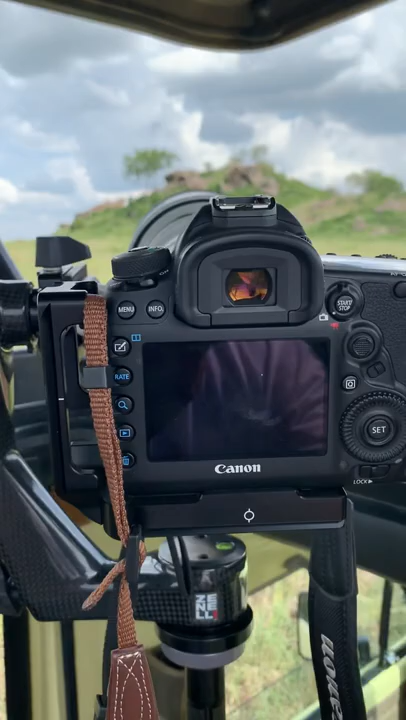 MENU
INFO.
START/
STOP
RATE
SET
Canon
LOCK▶